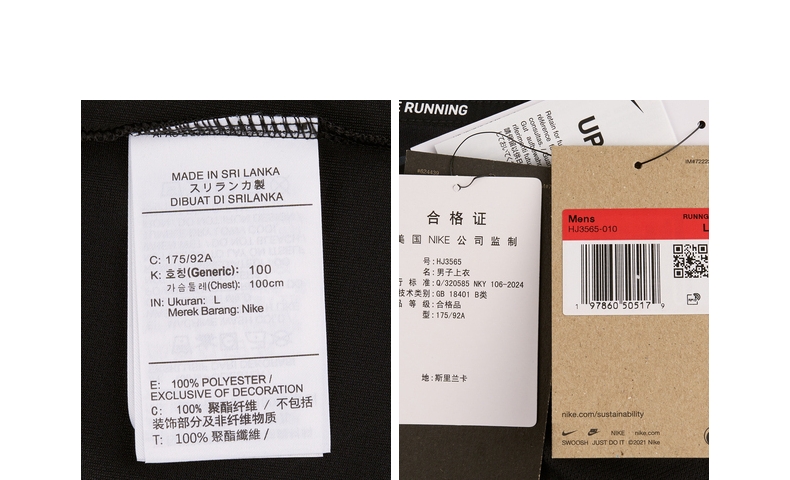 MADE IN SRI LANKA
スリランカ製
DIBUAT DI SRILANKA
C: 175/92A
K: 호칭(Generic): 100
가슴둘레(Chest): 100cm
IN: Ukuran: L
Merek Barang: Nike
E: 100% POLYESTER /
EXCLUSIVE OF DECORATION
C: 100% 聚酯纤维 / 不包括
装饰部分及非纤维物质
T: 100% 聚酯纖維 /
E RUNNING
UP
合格证
美国 NIKE 公司监制
号:HJ3565
名:男子上衣
行标准:Q/320585 NKY 106-2024
技术类别:GB 18401 B类
品等级:合格品
型:175/92A
地:斯里兰卡
Mens
RUNNG
HJ3565-010
L
1 97860 50517 9
nike.com/sustainability
NIKE nike.com
SWOOSH JUST DO IT ©2021 Nike